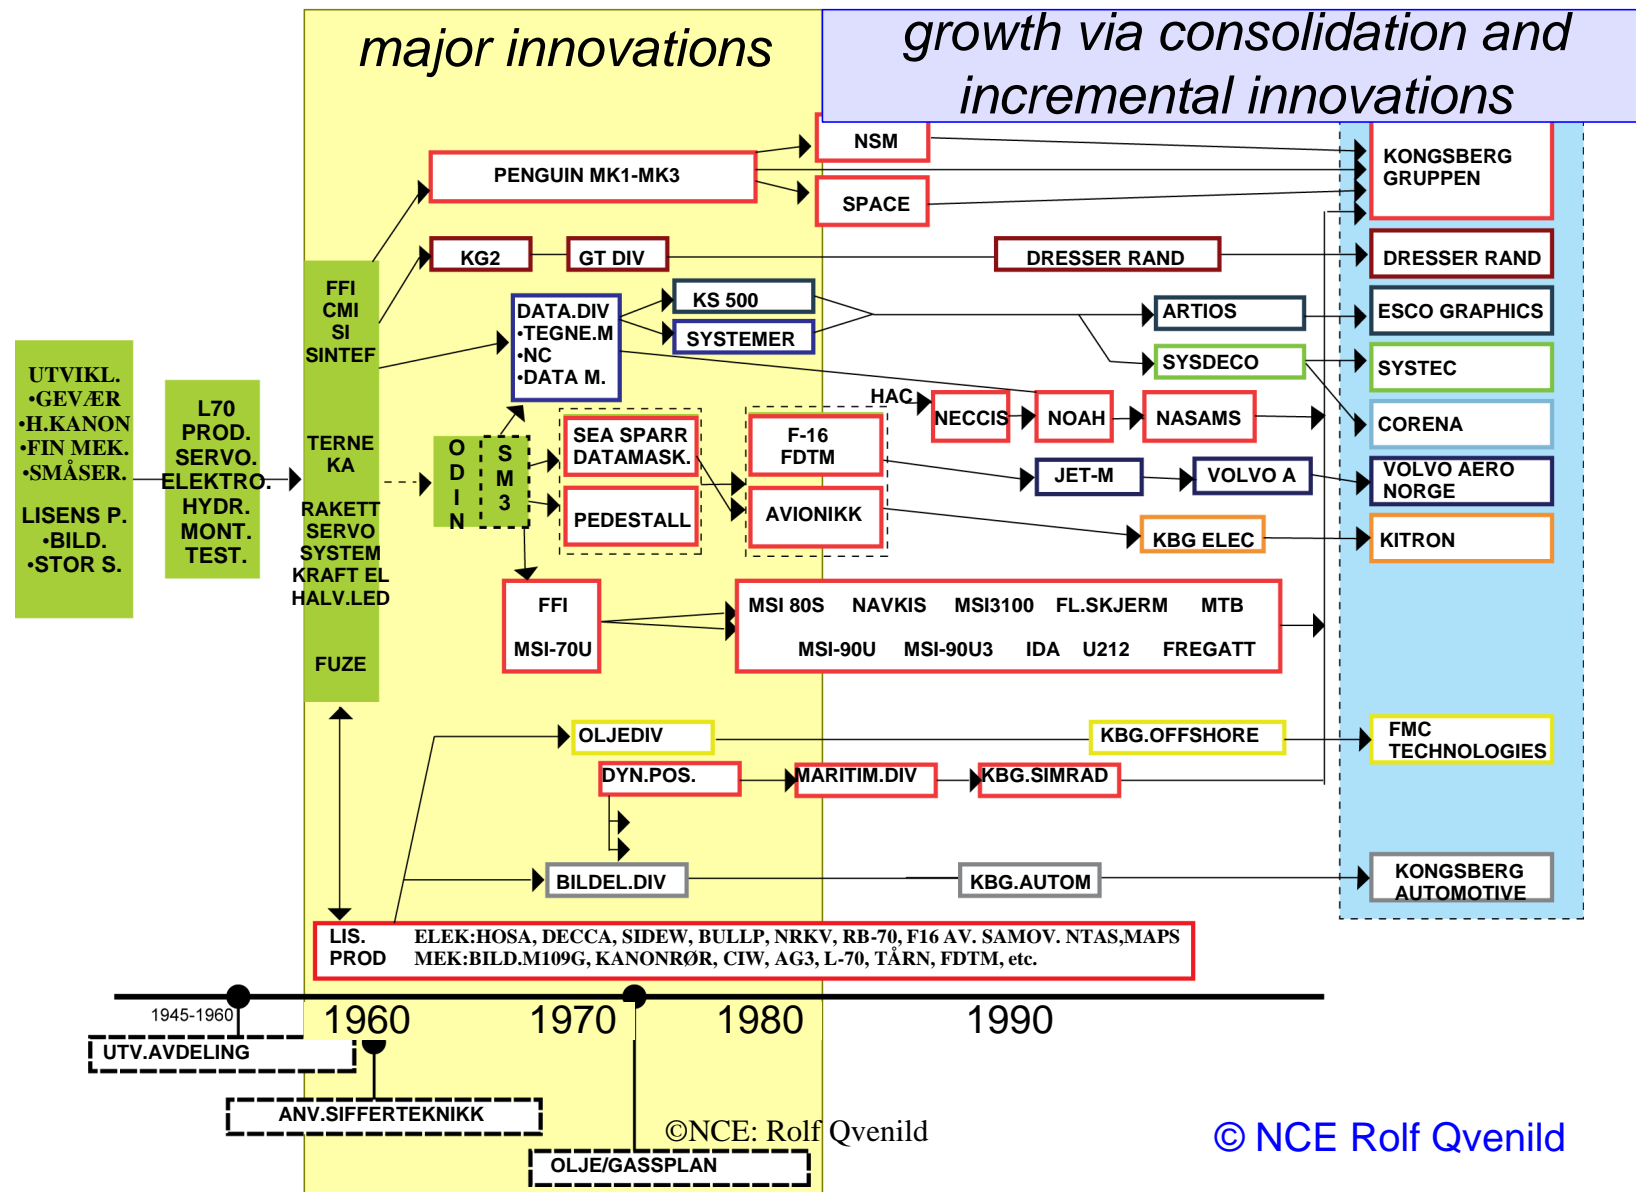 major innovations
growth via consolidation and
incremental innovations
NSM
PENGUIN MK1-MK3
SPACE
KONGSBERG
GRUPPEN
KG2
GT DIV
DRESSER RAND
DRESSER RAND
FFI
CMI
SI
SINTEF
TERNE
KA
RAKETT
SERVO
SYSTEM
KRAFT EL
HALV.LED
FUZE
DATA.DIV
•TEGNE.M
•NC
•DATA M.
KS 500
SYSTEMER
ARTIOS
ESCO GRAPHICS
SYSDECO
SYSTEC
UTVIKL.
•GEVÆR
•H.KANON
•FIN MEK.
•SMÅSER.
LISENS P.
•BILD.
•STOR S.
L70
PROD.
SERVO.
ELEKTRO.
HYDR.
MONT.
TEST.
HAC
NECCIS
NOAH
NASAMS
CORENA
ODIN
SM3
SEA SPARR
DATAMASK.
PEDESTALL
F-16
FDTM
AVIONIKK
JET-M
VOLVO A
VOLVO AERO
NORGE
KBG ELEC
KITRON
FFI
MSI-70U
MSI 80S NAVKIS MSI3100 FL.SKJERM MTB
MSI-90U MSI-90U3 IDA U212 FREGATT
OLJEDIV
KBG.OFFSHORE
FMC
TECHNOLOGIES
DYN.POS.
MARITIM.DIV
KBG.SIMRAD
BILDEL.DIV
KBG.AUTOM
KONGSBERG
AUTOMOTIVE
LIS. ELEK:HOSA, DECCA, SIDEW, BULLP, NRKV, RB-70, F16 AV. SAMOV. NTAS,MAPS
PROD MEK:BILD.M109G, KANONRØR, CIW, AG3, L-70, TÅRN, FDTM, etc.
1945-1960
1960
1970
1980
1990
UTV.AVDELING
ANV.SIFFERTEKNIKK
OLJE/GASSPLAN
©NCE: Rolf Qvenild
© NCE Rolf Qvenild